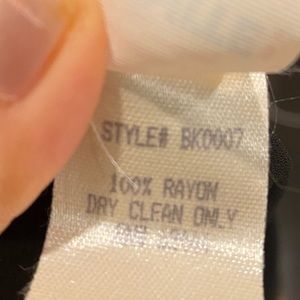 STYLE# BK0007
100% RAYON
DRY CLEAN ONLY